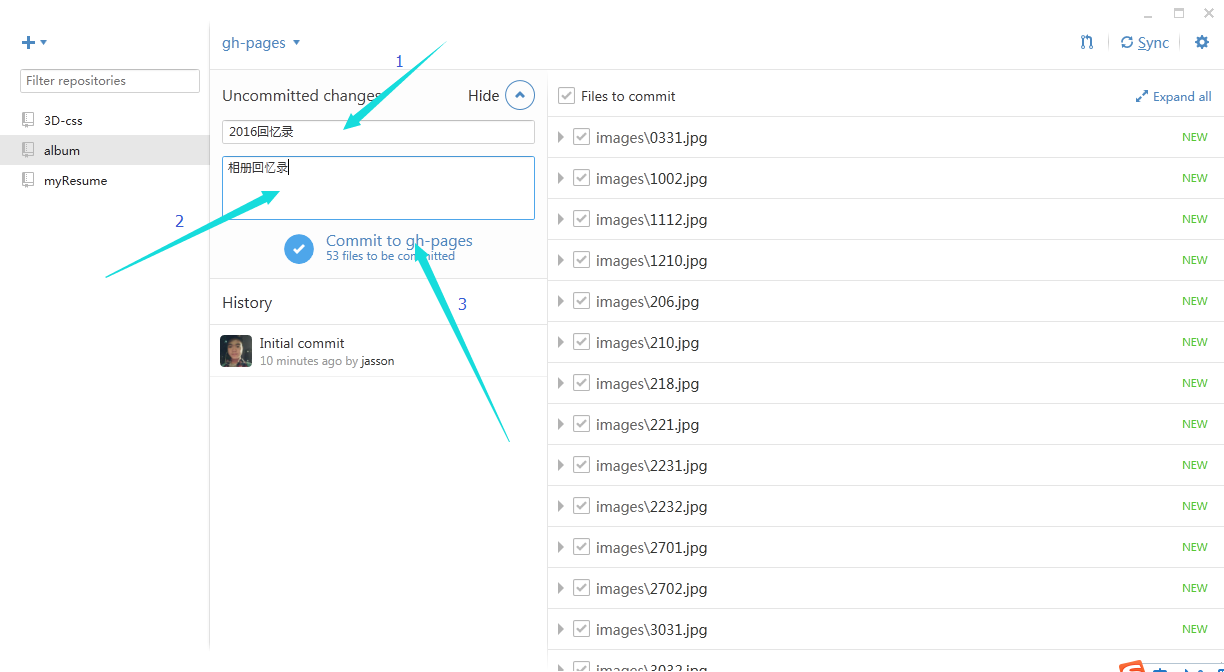 gh-pages
Sync
Filter repositories
3D-css
album
myResume
1
Uncommitted changes
Hide
2016回忆录
相册回忆录
2
Commit to gh-pages
53 files to be committed
3
History
Initial commit
10 minutes ago by jasson
Files to commit
Expand all
images\0331.jpg NEW
images\1002.jpg NEW
images\1112.jpg NEW
images\1210.jpg NEW
images\206.jpg NEW
images\210.jpg NEW
images\218.jpg NEW
images\221.jpg NEW
images\2231.jpg NEW
images\2232.jpg NEW
images\2701.jpg NEW
images\2702.jpg NEW
images\3031.jpg NEW
images\3032.jpg